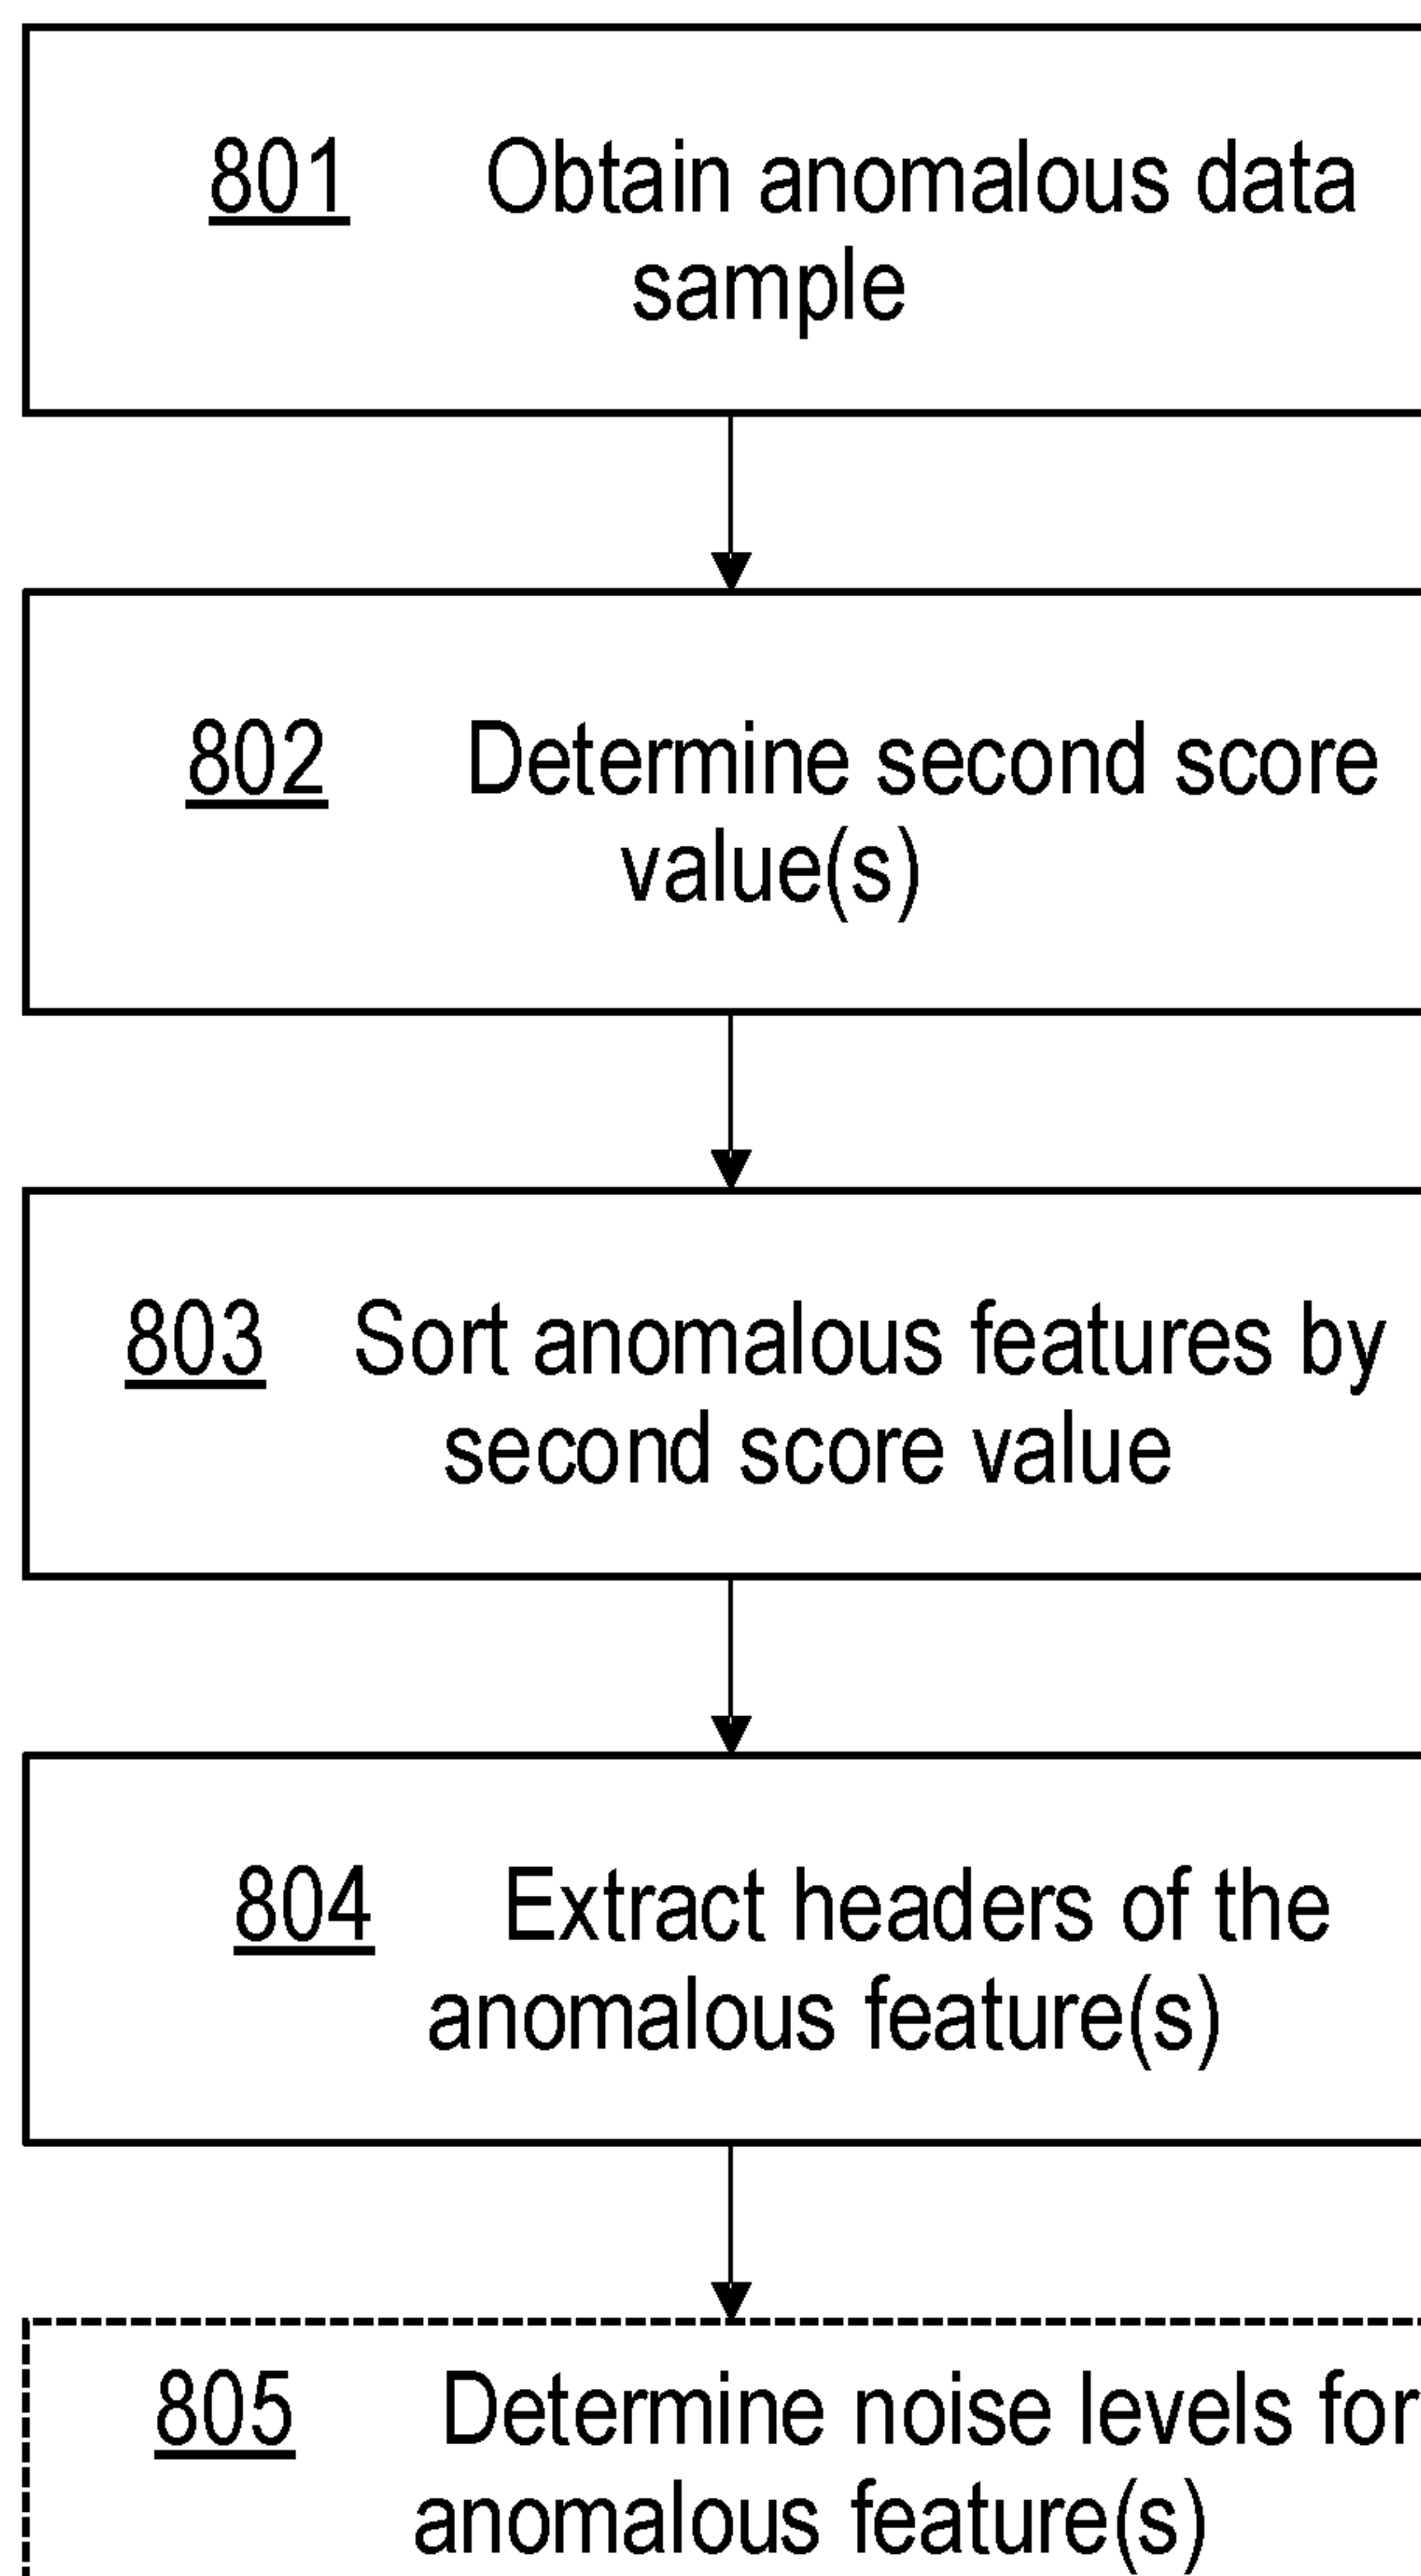 801 Obtain anomalous data
sample
802 Determine second score
value(s)
803 Sort anomalous features by
second score value
804 Extract headers of the
anomalous feature(s)
805 Determine noise levels for
anomalous feature(s)